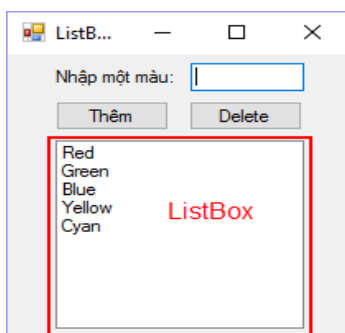 ListB...
Nhập một màu:
Thêm Delete
Red
Green
Blue
Yellow
Cyan
ListBox